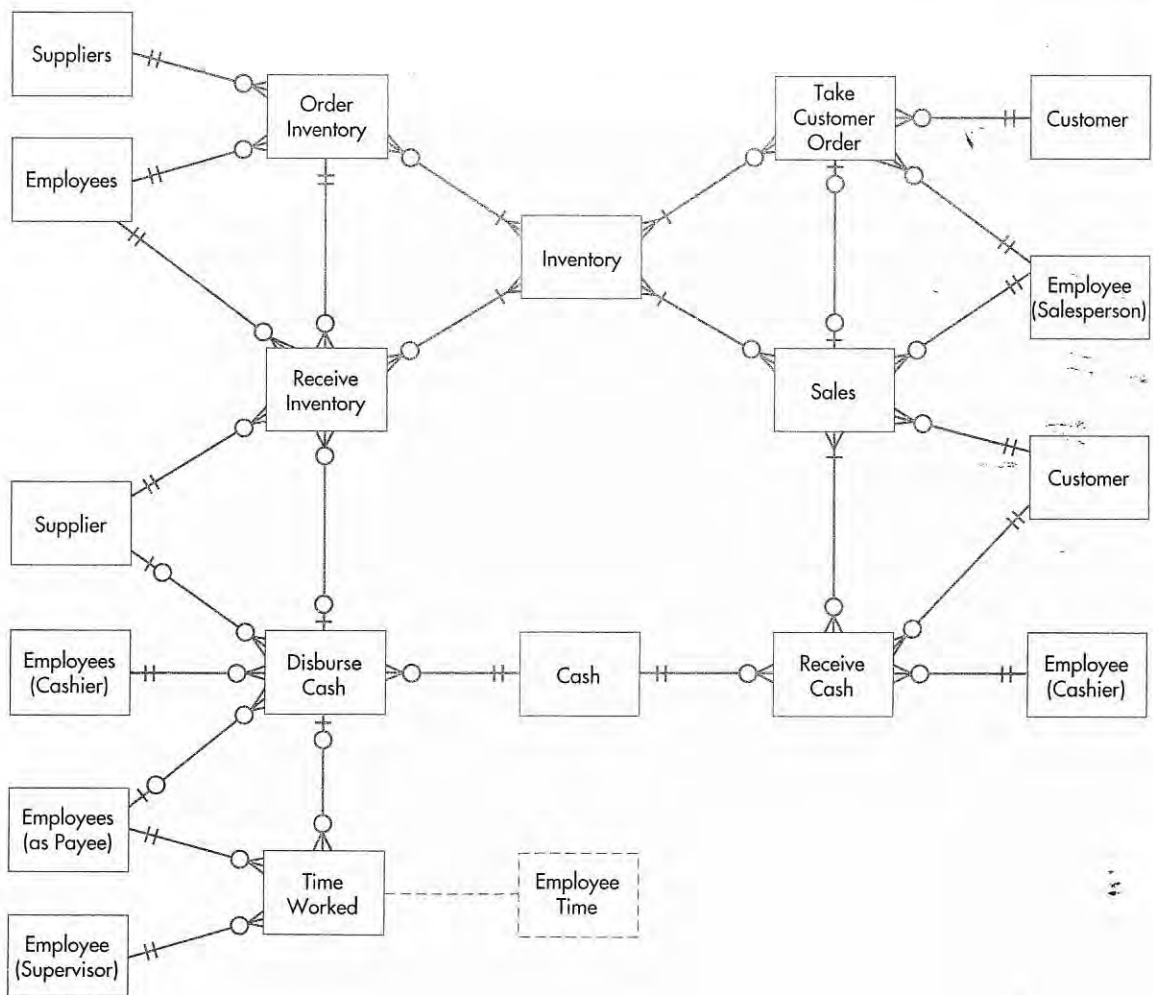 Suppliers
Order
Inventory
Take
Customer
Order
Customer
Employees
Inventory
Employee
(Salesperson)
Receive
Inventory
Sales
Supplier
Customer
Employees
(Cashier)
Disburse
Cash
Cash
Receive
Cash
Employee
(Cashier)
Employees
(as Payee)
Time
Worked
Employee
Time
Employee
(Supervisor)